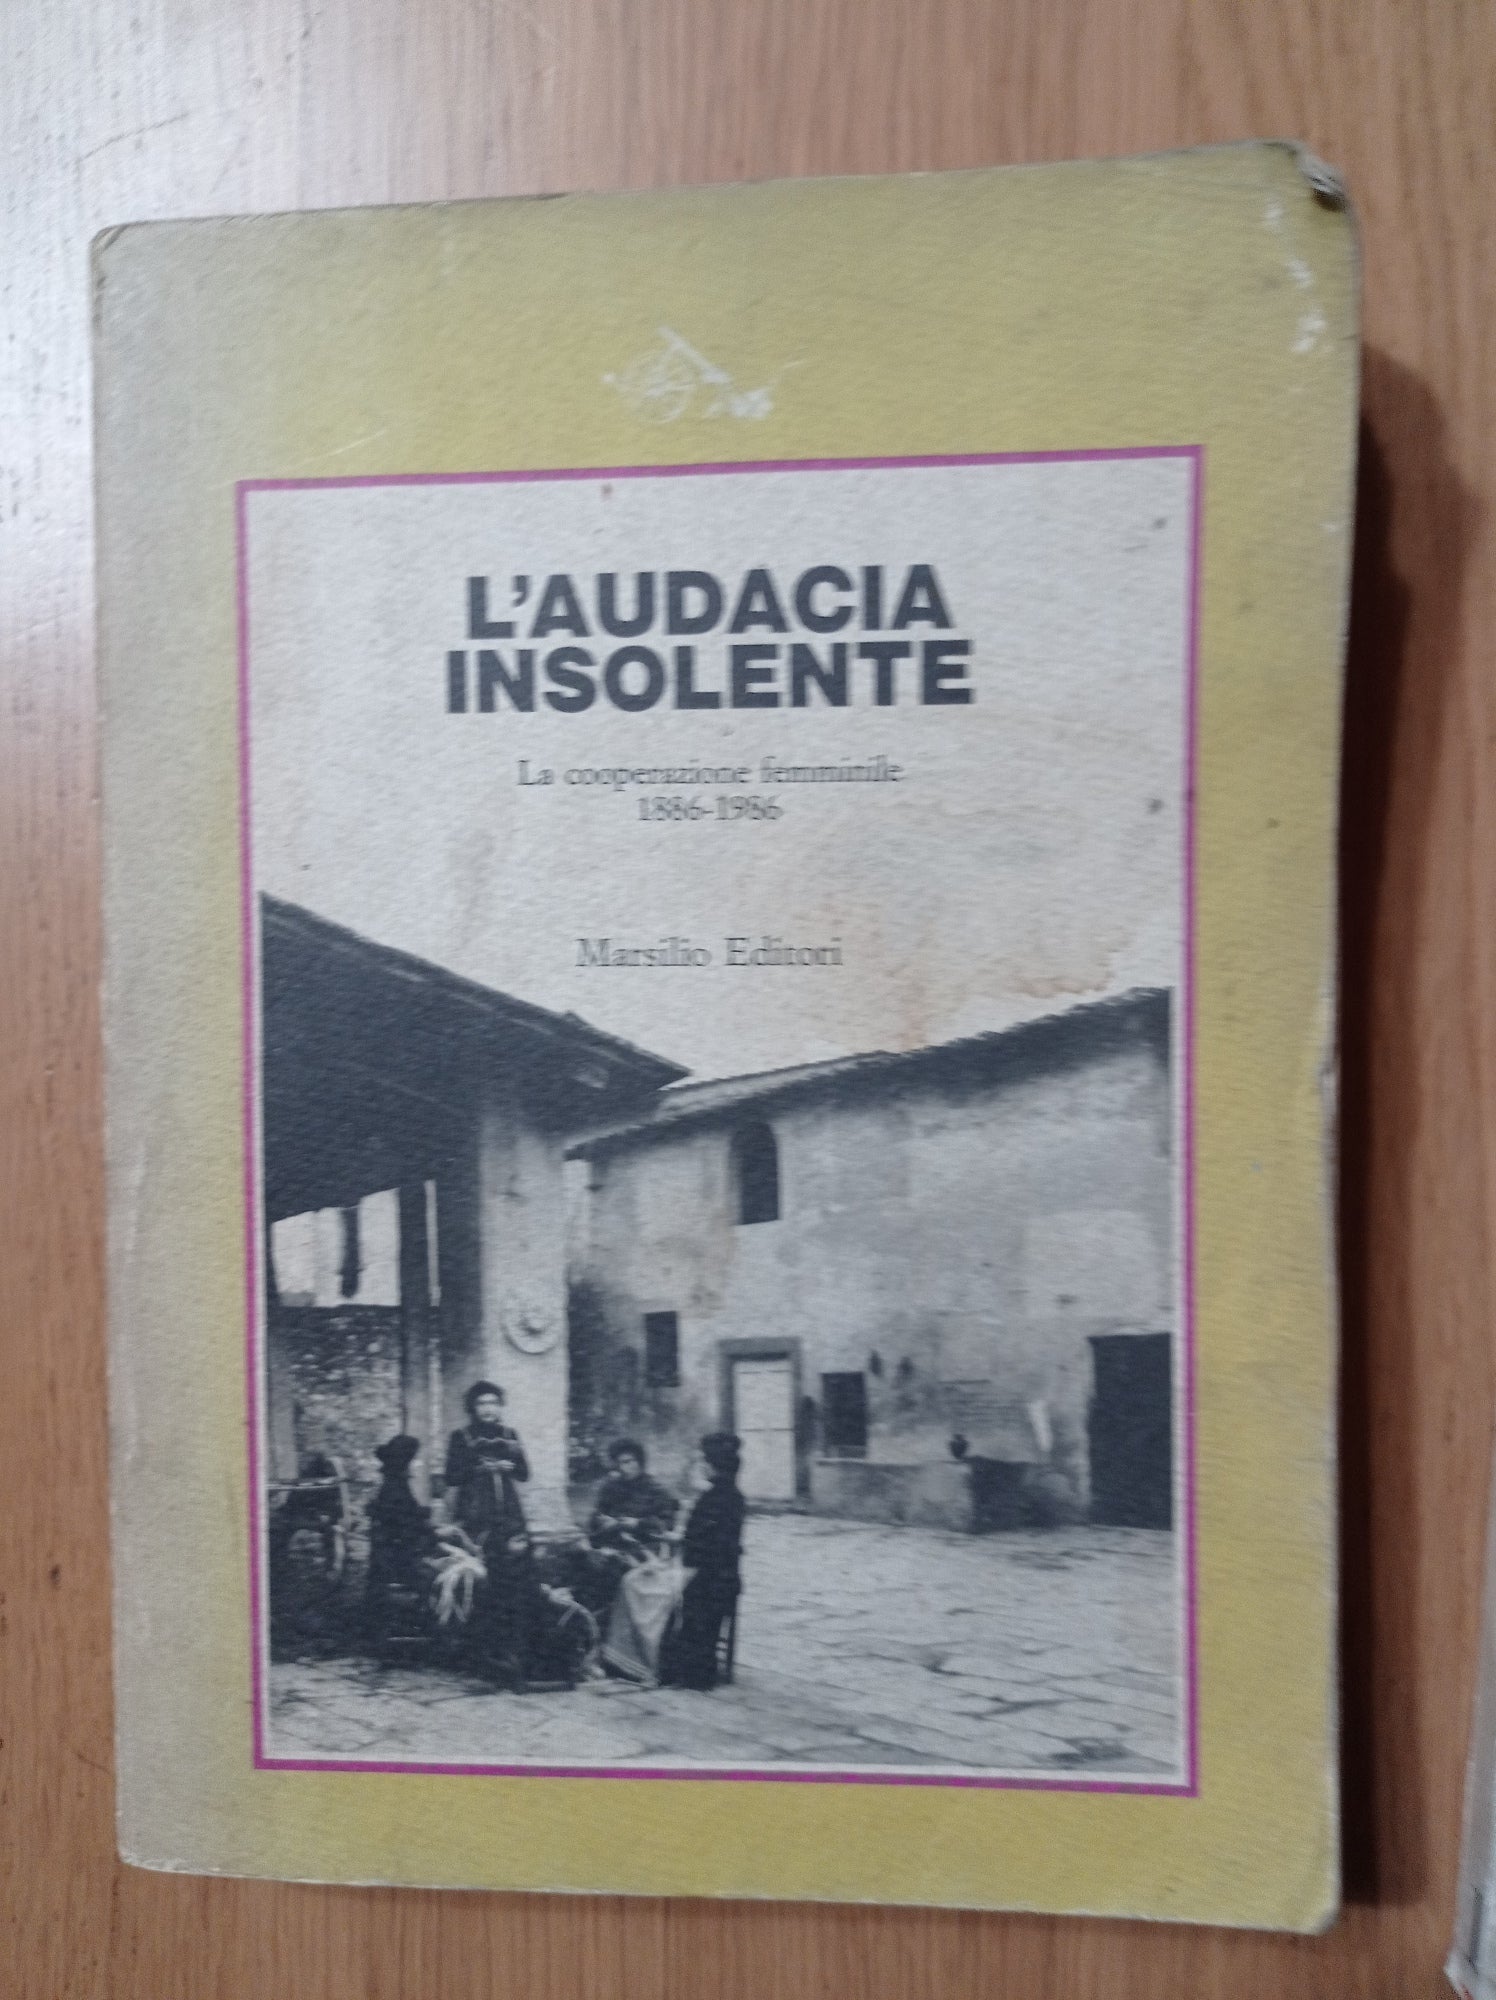 L'AUDACIA
INSOLENTE
La cooperazione femminile
1886-1986
Marsilio Editori